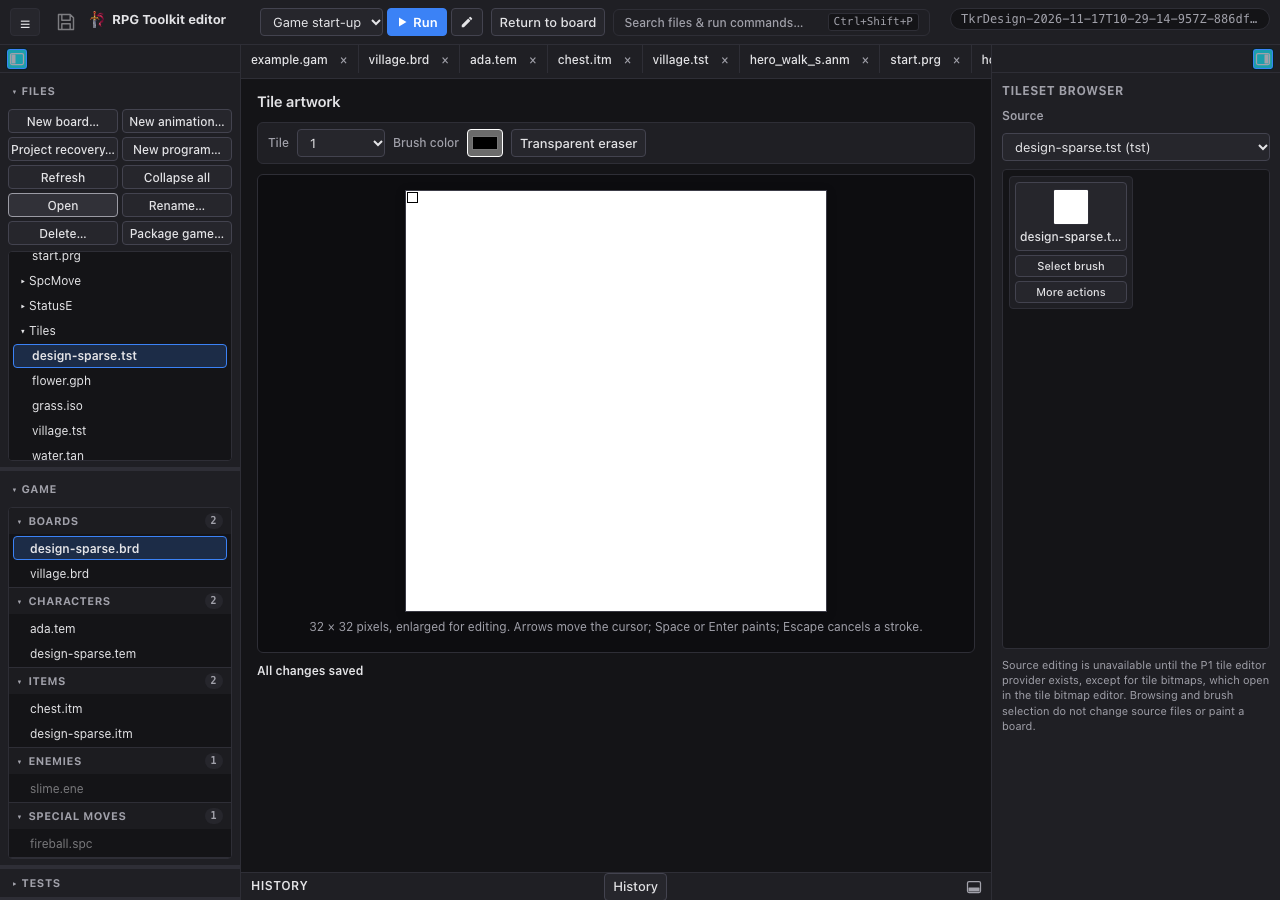 RPG Toolkit editor
Game start-up
Run
Return to board
Search files & run commands...
Ctrl+Shift+P
TkrDesign-2026-11-17T10-29-14-957Z-886df…
example.gam ×
village.brd ×
ada.tem ×
chest.itm ×
village.tst ×
hero_walk_s.anm ×
start.prg ×
FILES
New board...
New animation...
Project recovery...
New program...
Refresh
Collapse all
Open
Rename...
Delete...
Package game...
start.prg
SpcMove
StatusE
Tiles
design-sparse.tst
flower.gph
grass.iso
village.tst
water.tan
GAME
BOARDS 2
design-sparse.brd
village.brd
CHARACTERS 2
ada.tem
design-sparse.tem
ITEMS 2
chest.itm
design-sparse.itm
ENEMIES 1
slime.ene
SPECIAL MOVES 1
fireball.spc
TESTS
Tile artwork
Tile
1
Brush color
Transparent eraser
32 × 32 pixels, enlarged for editing. Arrows move the cursor; Space or Enter paints; Escape cancels a stroke.
All changes saved
HISTORY
History
TILESET BROWSER
Source
design-sparse.tst (tst)
design-sparse.t...
Select brush
More actions
Source editing is unavailable until the P1 tile editor
provider exists, except for tile bitmaps, which open
in the tile bitmap editor. Browsing and brush
selection do not change source files or paint a
board.